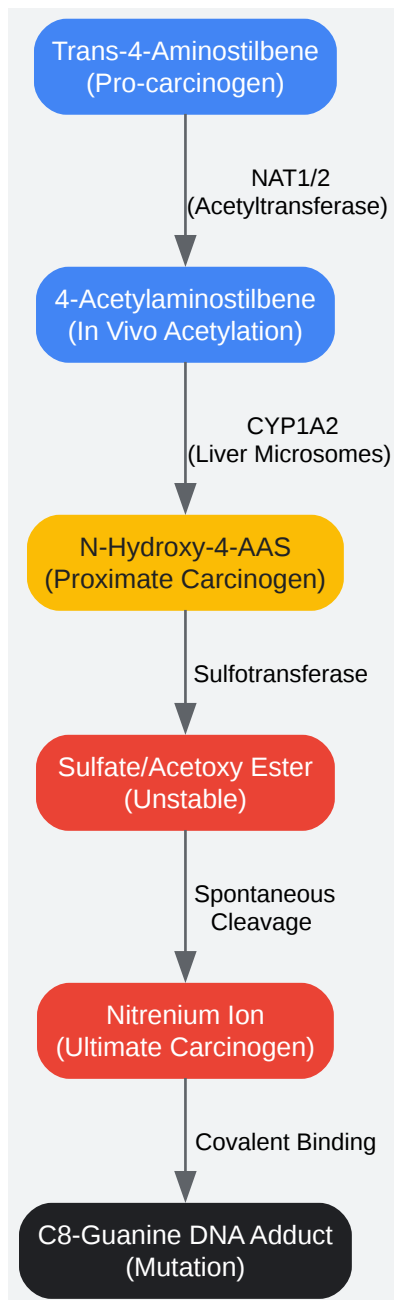 Trans-4-Aminostilbene
(Pro-carcinogen)
NAT1/2
(Acetyltransferase)
4-Acetylaminostilbene
(In Vivo Acetylation)
CYP1A2
(Liver Microsomes)
N-Hydroxy-4-AAS
(Proximate Carcinogen)
Sulfotransferase
Sulfate/Acetoxy Ester
(Unstable)
Spontaneous
Cleavage
Nitrenium Ion
(Ultimate Carcinogen)
Covalent Binding
C8-Guanine DNA Adduct
(Mutation)